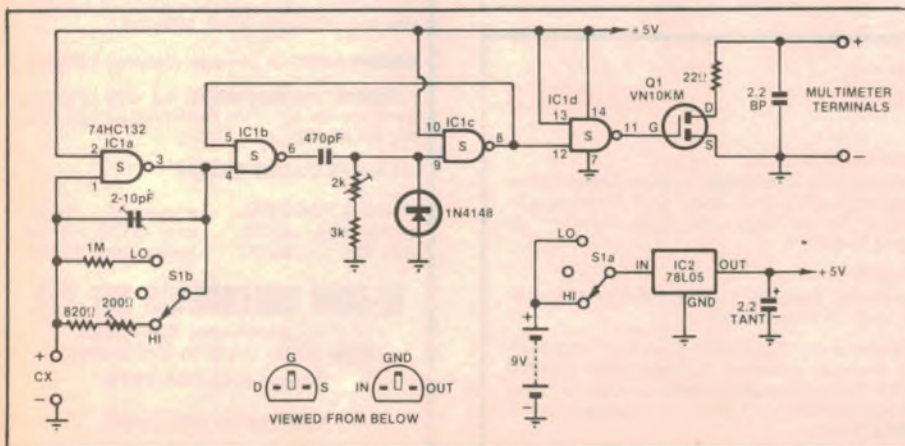 +5V
74HC132
IC1a
2
1
3
2-10pF
1M
LO
S1b
820Ω
200Ω
HI
+
CX
-
IC1b
5
4
6
S
470pF
2k
3k
1N4148
IC1c
10
9
8
S
IC1d
13
14
12
11
7
S
Q1
VN10KM
G
D
S
22Ω
2.2
BP
+
MULTIMETER
TERMINALS
-
LO
S1a
HI
+
9V
-
IN
IC2
78L05
OUT
GND
+5V
+
2.2
TANT
-
G
D
S
GND
IN
OUT
VIEWED FROM BELOW
S